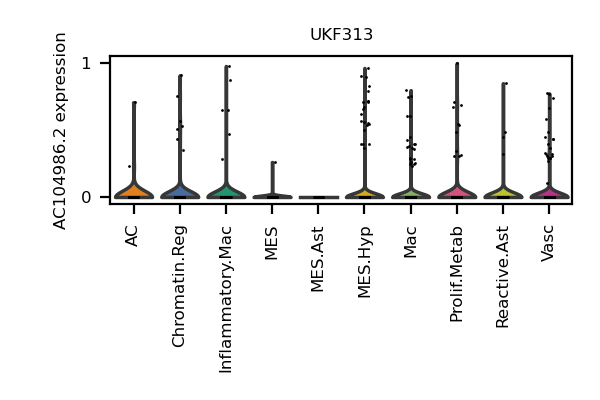 UKF313
AC104986.2 expression
1
0
AC
Chromatin.Reg
Inflammatory.Mac
MES
MES.Ast
MES.Hyp
Mac
Prolif.Metab
Reactive.Ast
Vasc